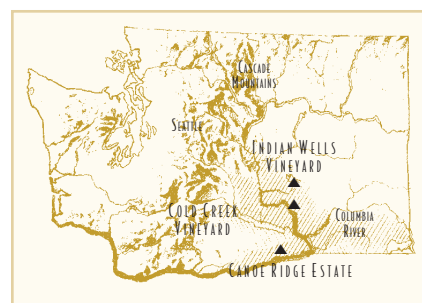 CASCADE
MOUNTAINS
SEATTLE
INDIAN WELLS
VINEYARD
COLD CREEK
VINEYARD
COLUMBIA
RIVER
CANOE RIDGE ESTATE